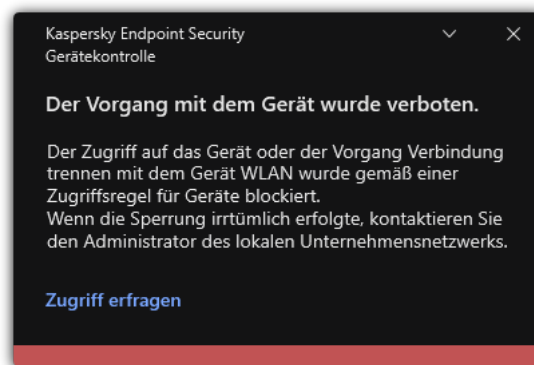 Kaspersky Endpoint Security
Gerätekontrolle
Der Vorgang mit dem Gerät wurde verboten.
Der Zugriff auf das Gerät oder der Vorgang Verbindung
trennen mit dem Gerät WLAN wurde gemäß einer
Zugriffsregel für Geräte blockiert.
Wenn die Sperrung irrtümlich erfolgte, kontaktieren Sie
den Administrator des lokalen Unternehmensnetzwerks.
Zugriff erfragen